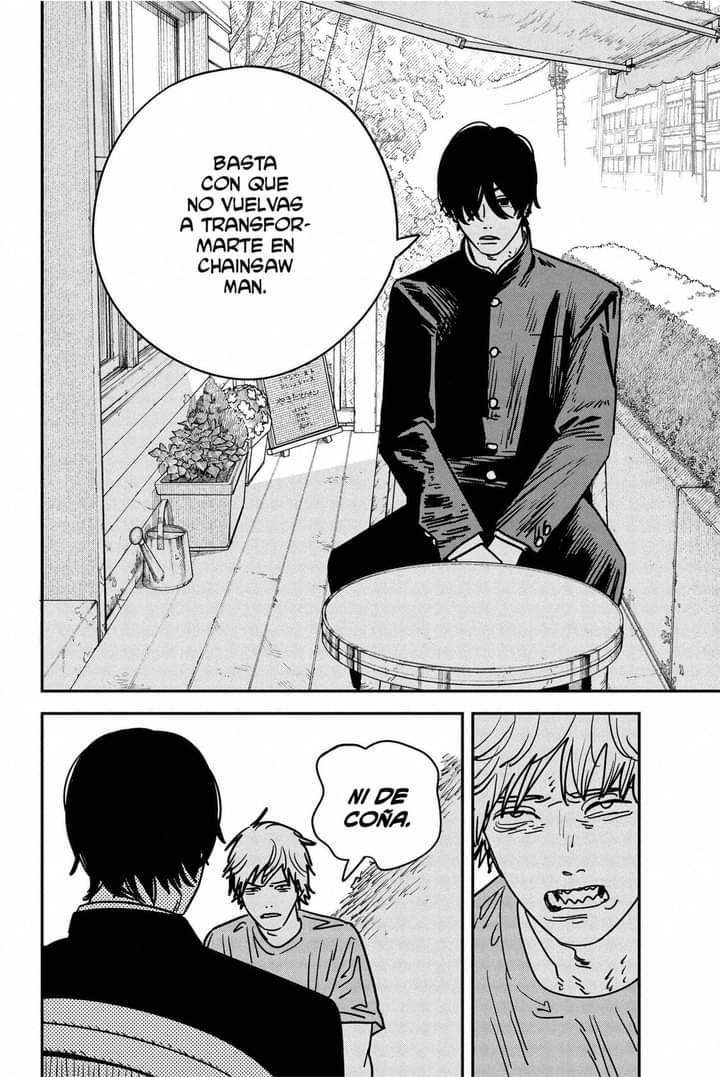 BASTA
CON QUE
NO VUELVAS
A TRANSFOR-
MARTE EN
CHAINSAW
MAN.
NI DE
COÑA.